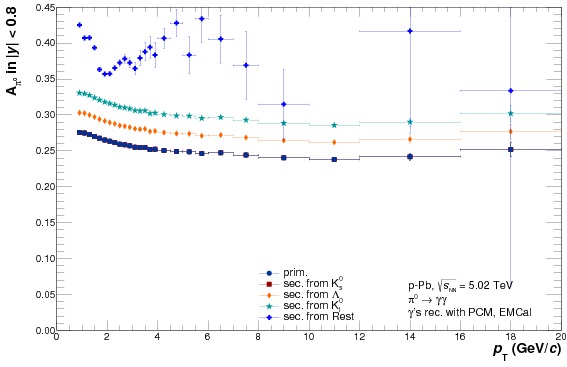 A_π⁰ in |y| < 0.8
0.45
0.40
0.35
0.30
0.25
0.20
0.15
0.10
0.05
0.00
prim.
sec. from K⁰_s
sec. from Λ
sec. from K⁰_L
sec. from Rest
p-Pb, √s_NN = 5.02 TeV
π⁰ → γγ
γ's rec. with PCM, EMCal
0 2 4 6 8 10 12 14 16 18 20
p_T (GeV/c)